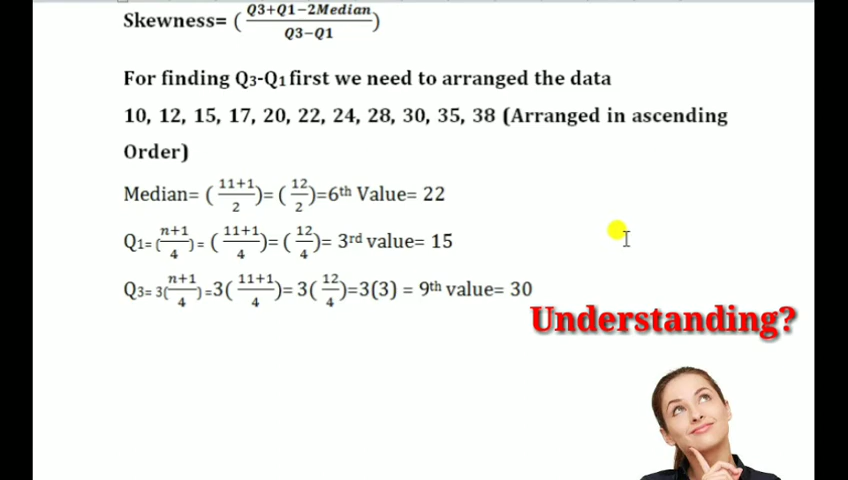 Skewness= (Q3+Q1−2Median/Q3−Q1)
For finding Q3-Q1 first we need to arranged the data
10, 12, 15, 17, 20, 22, 24, 28, 30, 35, 38 (Arranged in ascending
Order)
Median= (11+1/2)= (12/2)=6th Value= 22
Q1= (n+1/4) = (11+1/4)= (12/4)= 3rd value= 15
Q3= 3(n+1/4) =3(11+1/4)= 3(12/4)=3(3) = 9th value= 30
Understanding?